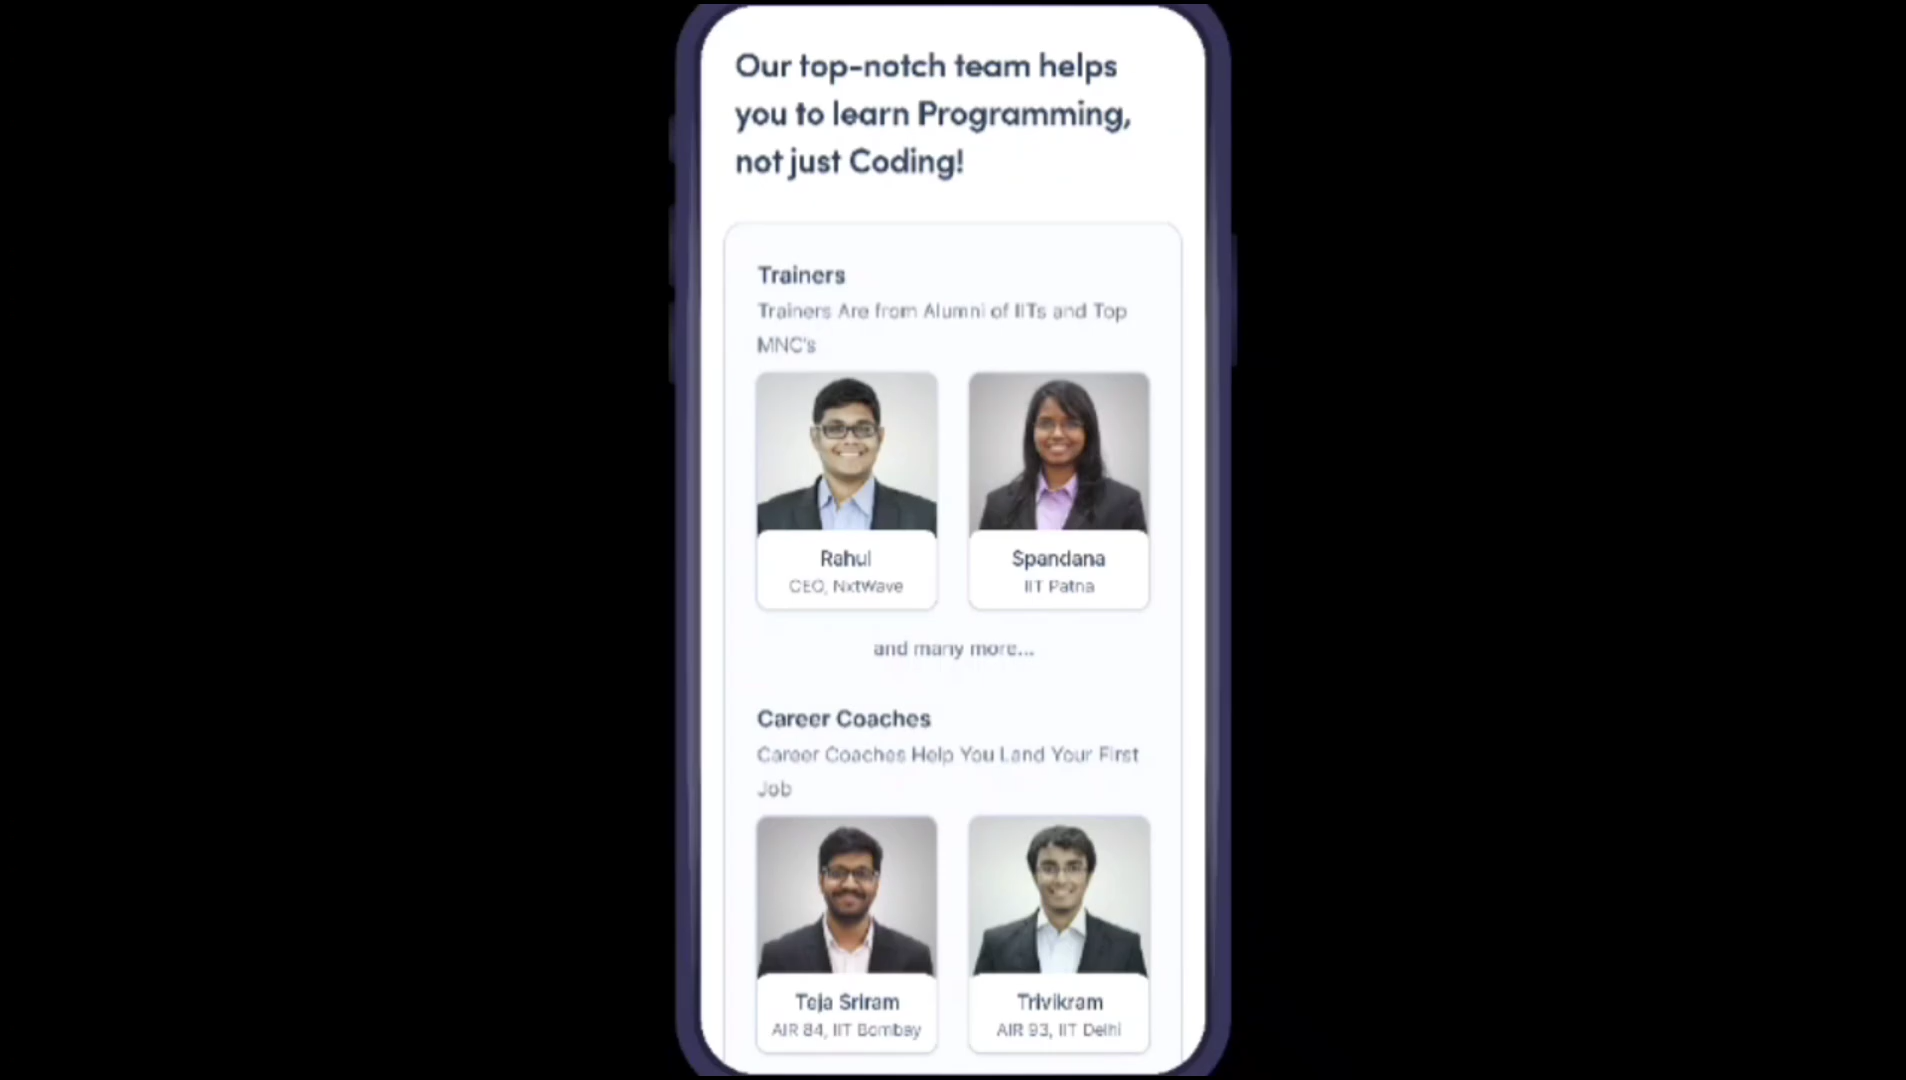 Our top-notch team helps
you to learn Programming,
not just Coding!
Trainers
Trainers Are from Alumni of IITs and Top
MNC's
Rahul
CEO, NxtWave
Spandana
IIT Patna
and many more...
Career Coaches
Career Coaches Help You Land Your First
Job
Teja Sriram
AIR 84, IIT Bombay
Trivikram
AIR 93, IIT Delhi